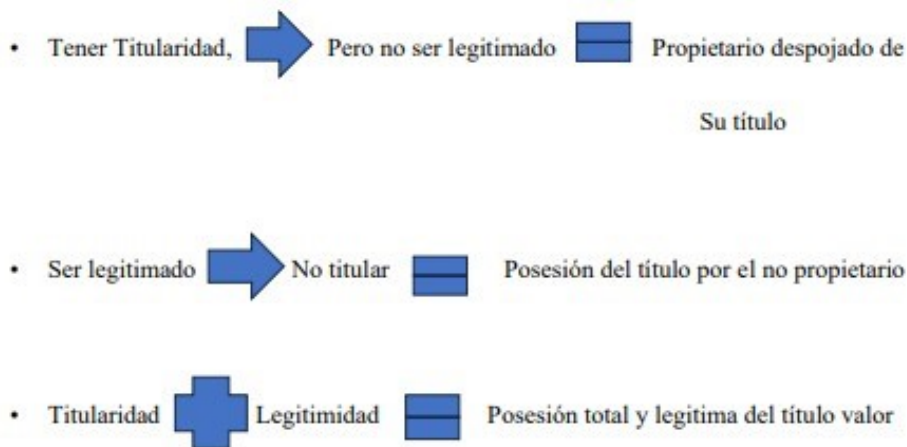 • Tener Titularidad, Pero no ser legitimado Propietario despojado de
Su título
• Ser legitimado No titular Posesión del título por el no propietario
• Titularidad Legitimidad Posesión total y legitima del título valor